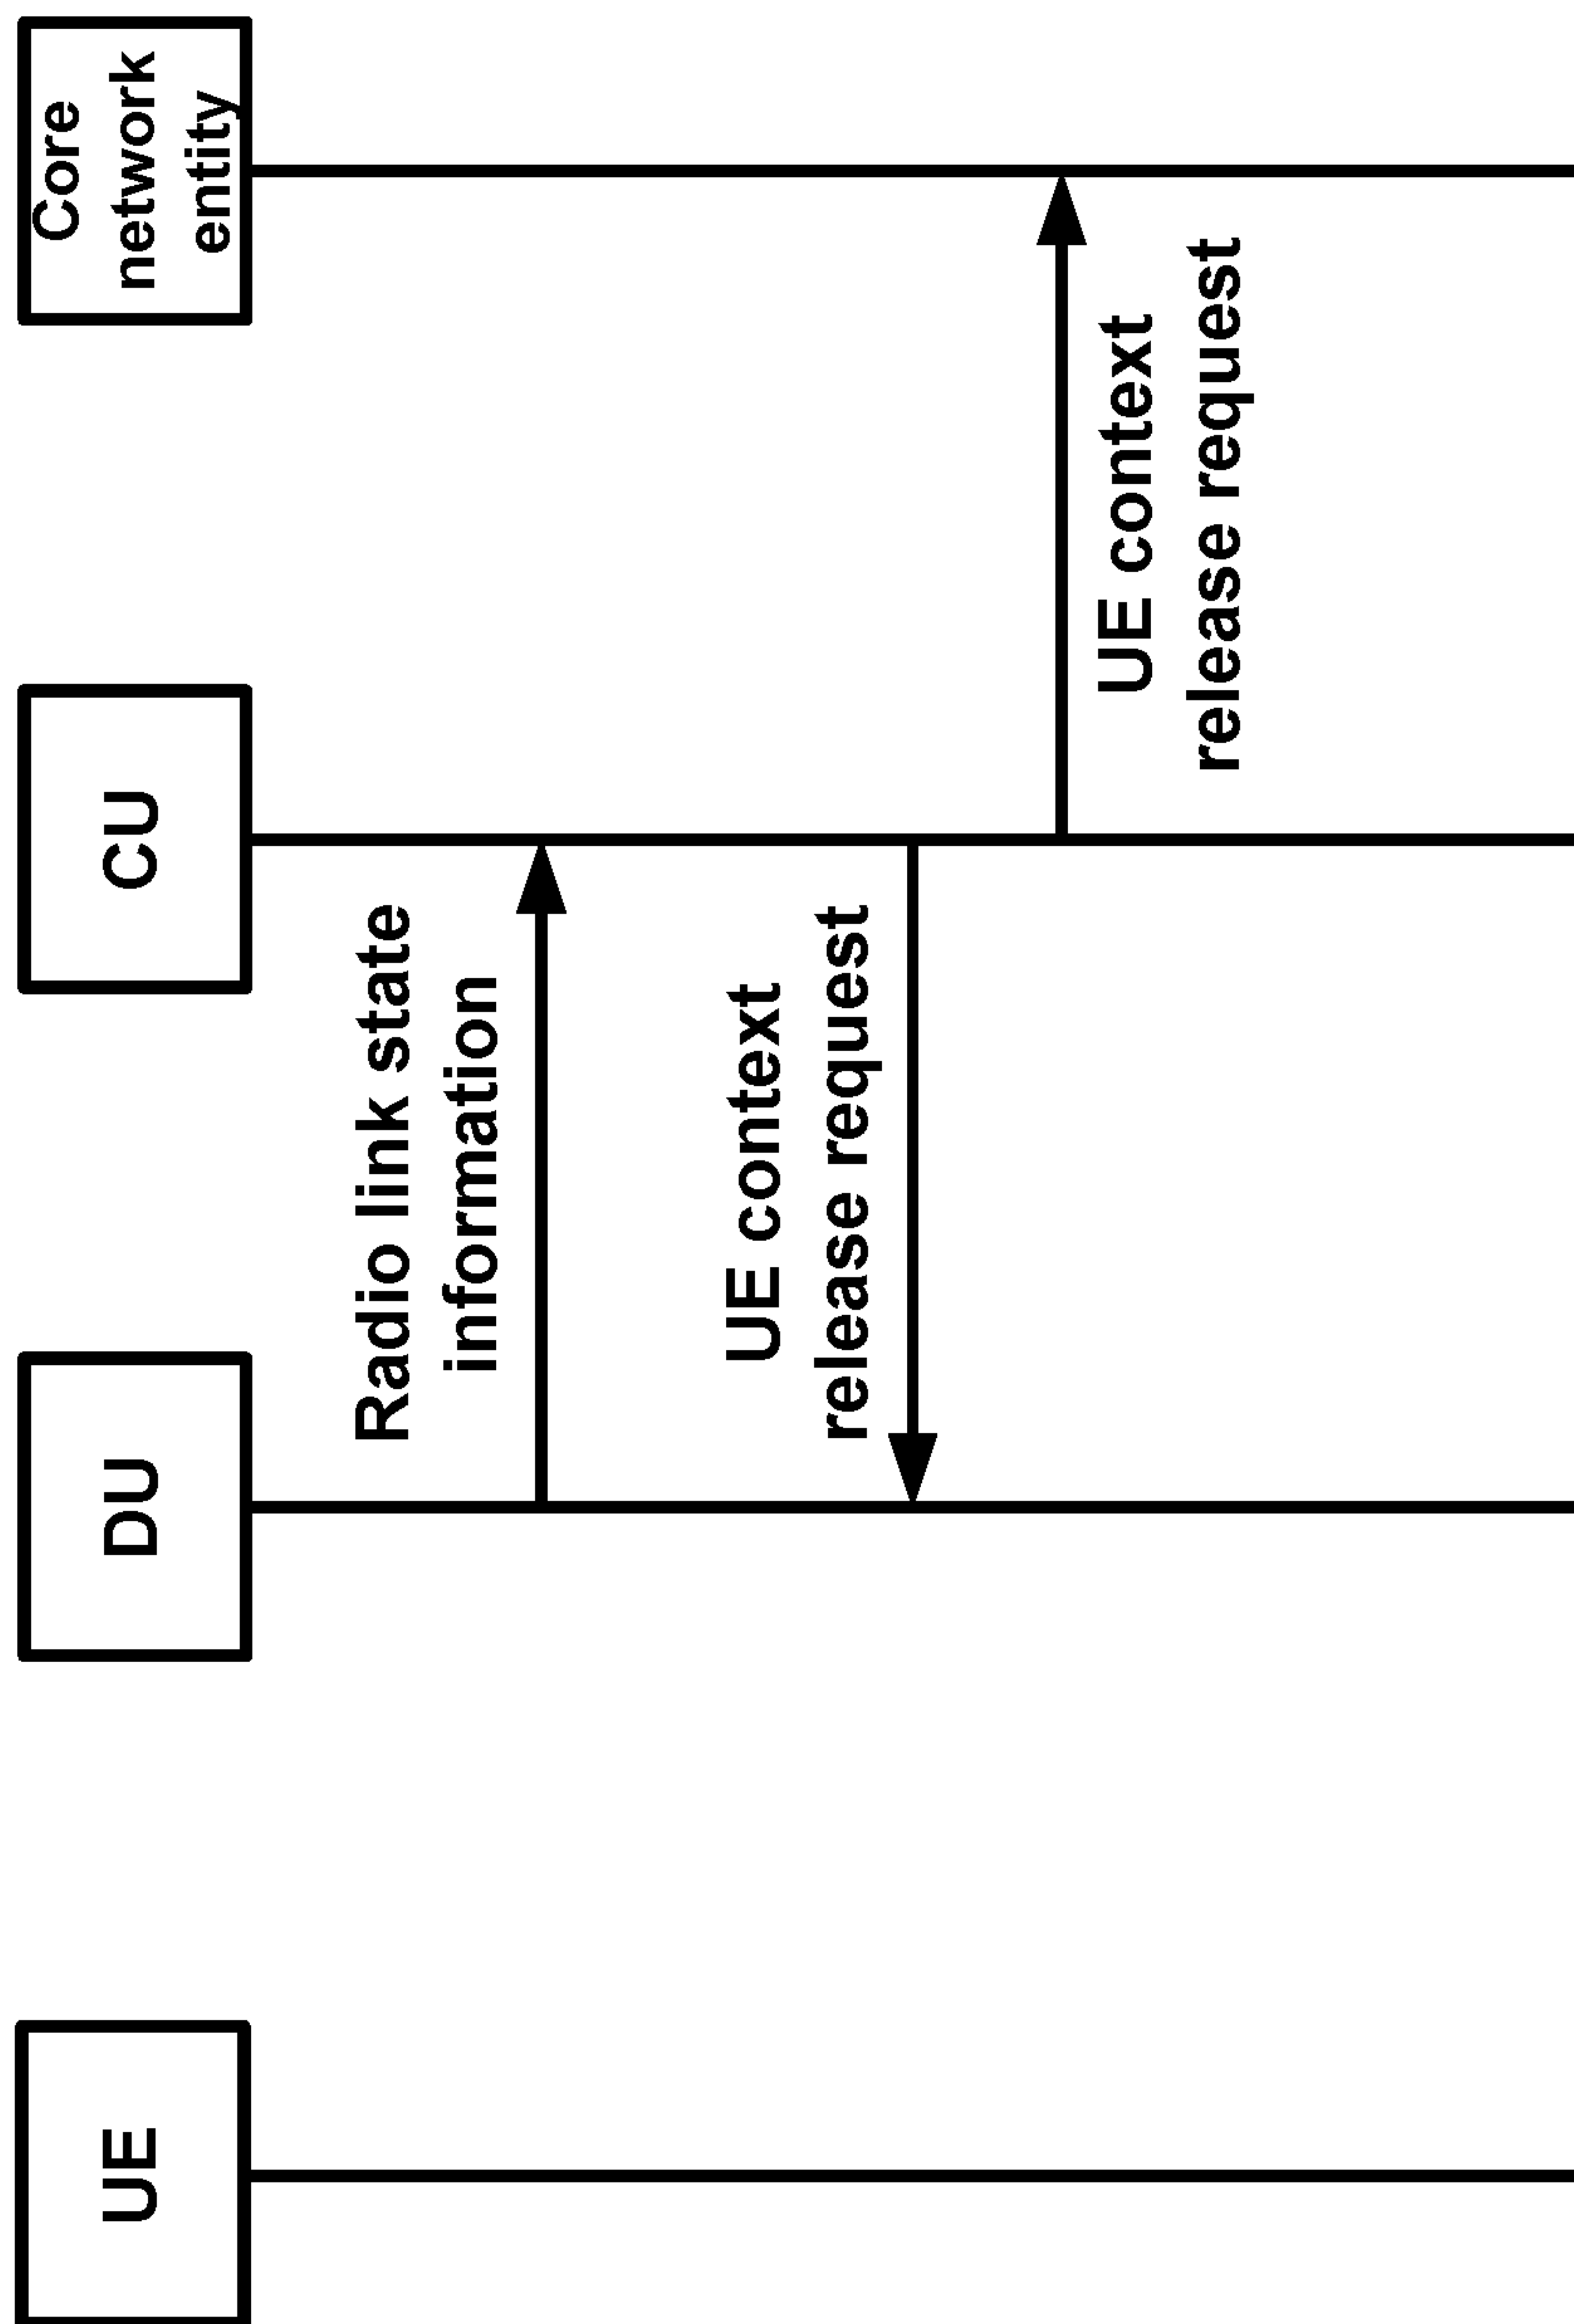 UE
DU
CU
Core
network
entity
Radio link state
information
UE context
release request
UE context
release request